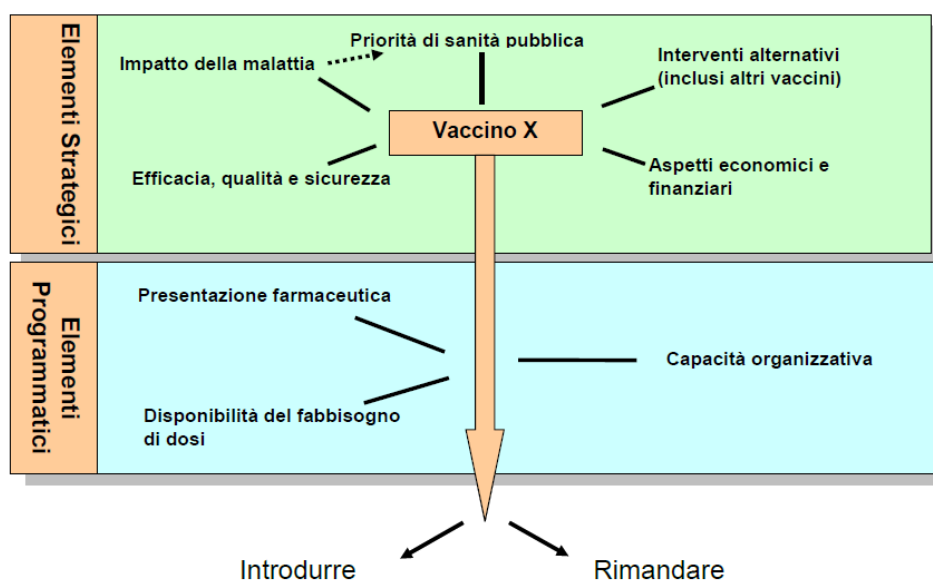 Elementi Strategici
Priorità di sanità pubblica
Impatto della malattia
Interventi alternativi
(inclusi altri vaccini)
Vaccino X
Efficacia, qualità e sicurezza
Aspetti economici e
finanziari
Elementi
Programmatici
Presentazione farmaceutica
Capacità organizzativa
Disponibilità del fabbisogno
di dosi
Introdurre
Rimandare